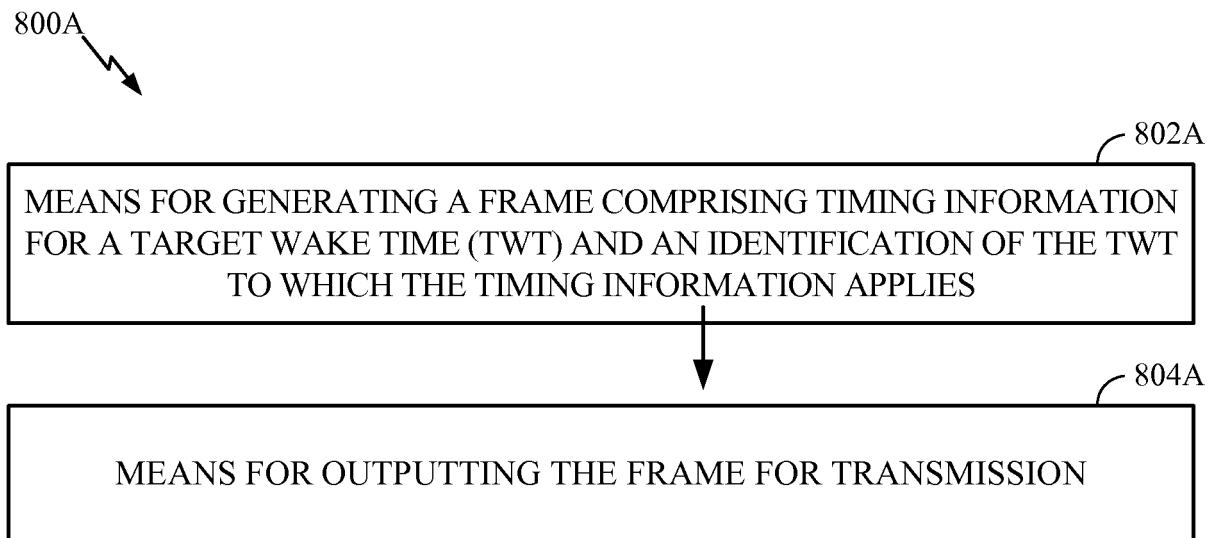 800A
802A
MEANS FOR GENERATING A FRAME COMPRISING TIMING INFORMATION
FOR A TARGET WAKE TIME (TWT) AND AN IDENTIFICATION OF THE TWT
TO WHICH THE TIMING INFORMATION APPLIES
804A
MEANS FOR OUTPUTTING THE FRAME FOR TRANSMISSION